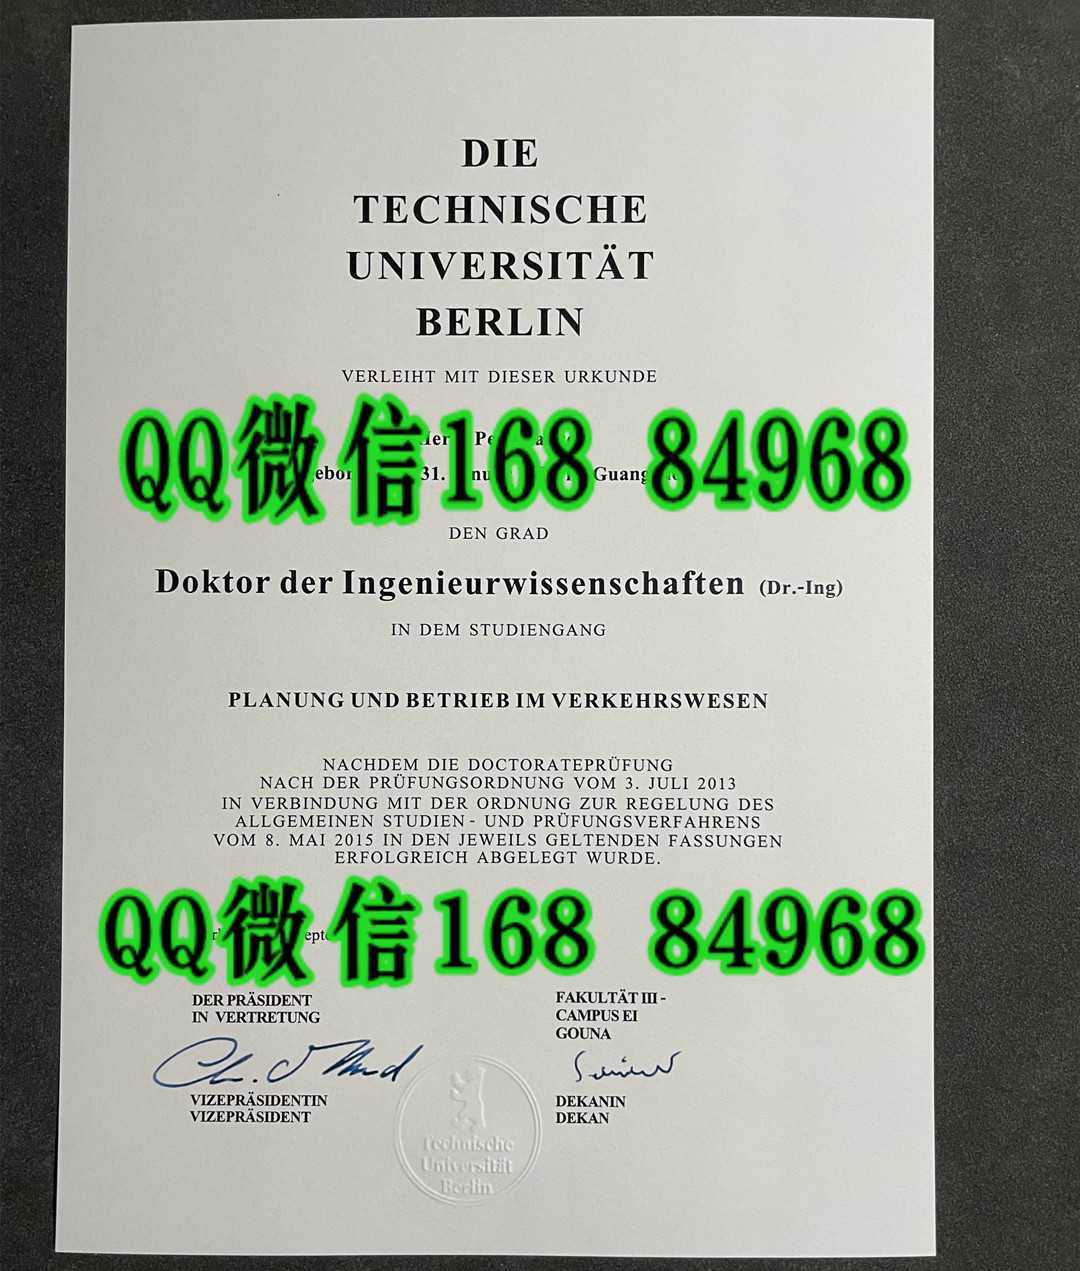 DIE
TECHNISCHE
UNIVERSITÄT
BERLIN
VERLEIHT MIT DIESER URKUNDE
QQ微信168 84968
31. Guang
DEN GRAD
Doktor der Ingenieurwissenschaften (Dr.-Ing)
IN DEM STUDIENGANG
PLANUNG UND BETRIEB IM VERKEHRSWESEN
NACHDEM DIE DOCTORATEPRÜFUNG
NACH DER PRÜFUNGSORDNUNG VOM 3. JULI 2013
IN VERBINDUNG MIT DER ORDNUNG ZUR REGELUNG DES
ALLGEMEINEN STUDIEN - UND PRÜFUNGSVERFAHRENS
VOM 8. MAI 2015 IN DEN JEWEILS GELTENDEN FASSUNGEN
ERFOLGREICH ABGELEGT WURDE.
QQ微信168 84968
DER PRÄSIDENT
IN VERTRETUNG
FAKULTÄT III -
CAMPUS EI
GOUNA
VIZEPRÄSIDENTIN
VIZEPRÄSIDENT
DEKANIN
DEKAN
Technische
Universität
Berlin